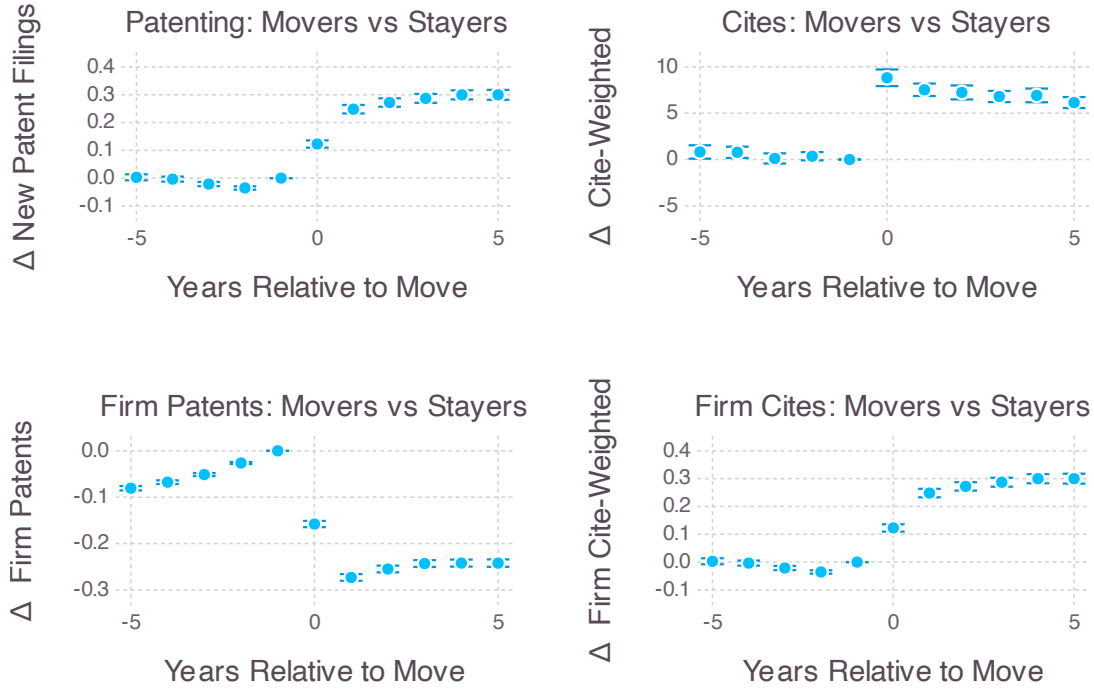 Patenting: Movers vs Stayers
Δ New Patent Filings
0.4
0.3
0.2
0.1
0.0
-0.1
-5
0
5
Years Relative to Move
Cites: Movers vs Stayers
Δ Cite-Weighted
10
5
0
-5
-5
0
5
Years Relative to Move
Firm Patents: Movers vs Stayers
Δ Firm Patents
0.0
-0.1
-0.2
-0.3
-5
0
5
Years Relative to Move
Firm Cites: Movers vs Stayers
Δ Firm Cite-Weighted
0.4
0.3
0.2
0.1
0.0
-0.1
-5
0
5
Years Relative to Move